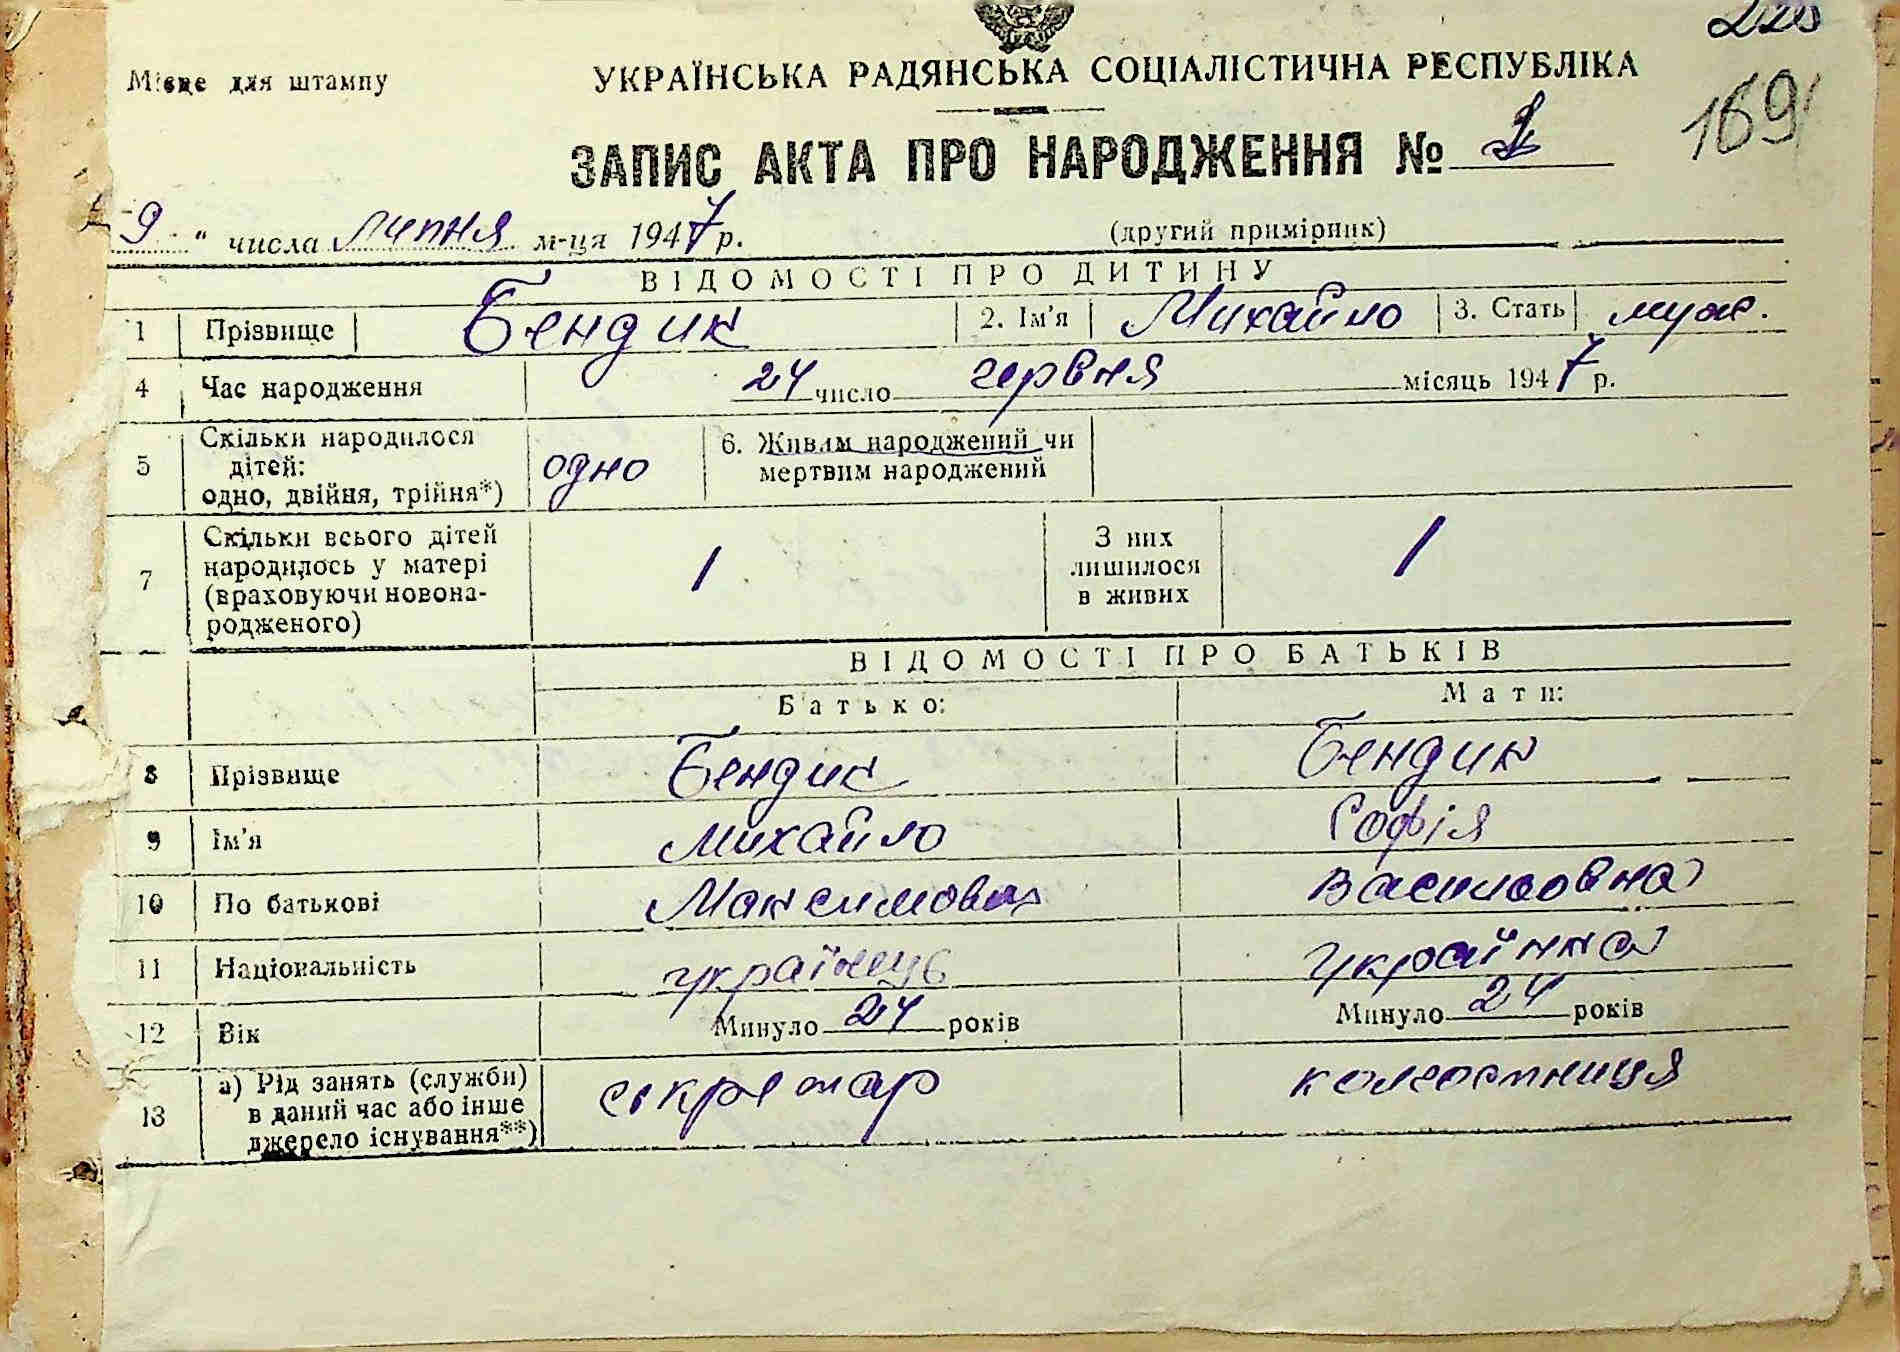 Місце для штампу
УКРАЇНСЬКА РАДЯНСЬКА СОЦІАЛІСТИЧНА РЕСПУБЛІКА
169
ЗАПИС АКТА ПРО НАРОДЖЕННЯ №
9 " числа липня м-ця 1947 р.
(другий примірник)
ВІДОМОСТІ ПРО ДИТИНУ
1 Прізвище Бендик 2. Ім'я Михайло 3. Стать муж.
4 Час народження 24 число червня місяць 1947 р.
5 Скільки народилося
дітей:
одно, двійня, трійня*)
одно
6. Живим народжений чи
мертвим народжений
7 Скільки всього дітей
народилось у матері
(враховуючи новона-
родженого)
1
З них
лишилося
в живих
1
ВІДОМОСТІ ПРО БАТЬКІВ
Батько: Мати:
8 Прізвище Бендик Бендик
9 Ім'я Михайло Софія
10 По батькові Максимович Василовна
11 Національність українець українка
12 Вік Минуло 24 років Минуло 24 років
13 а) Рід занять (служби)
в даний час або інше
джерело існування**)
секретар колгоспниця